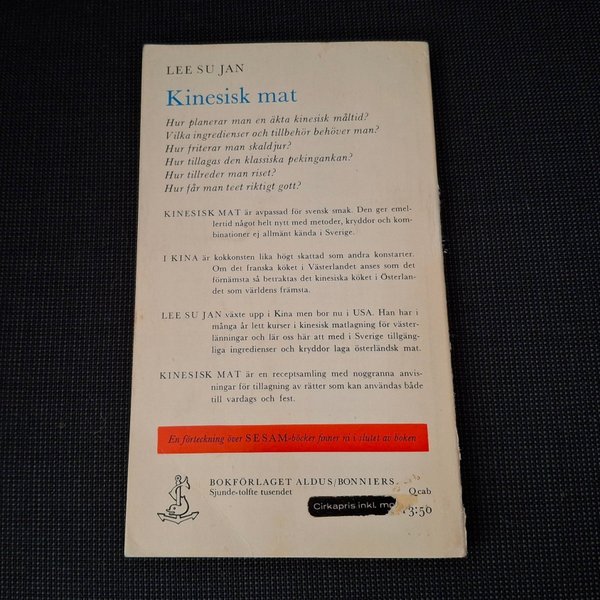 LEE SU JAN
Kinesisk mat
Hur planerar man en äkta kinesisk måltid?
Vilka ingredienser och tillbehör behöver man?
Hur friterar man skaldjur?
Hur tillagas den klassiska pekingankan?
Hur tillreder man riset?
Hur får man teet riktigt gott?
KINESISK MAT är avpassad för svensk smak. Den ger emel-
lertid något helt nytt med metoder, kryddor och kom-
binationer ej allmänt kända i Sverige.
I KINA är kokkonsten lika högt skattad som andra konstarter.
Om det franska köket i Västerlandet anses som det
förnämsta så betraktas det kinesiska köket i Österlan-
det som världens främsta.
LEE SU JAN växte upp i Kina men bor nu i USA. Han har i
många år lett kurser i kinesisk matlagning för väster-
länningar och lär oss här att med i Sverige tillgäng-
liga ingredienser och kryddor laga österländsk mat.
KINESISK MAT är en receptsamling med noggranna anvis-
ningar för tillagning av rätter som kan användas både
till vardags och fest.
En förteckning över SESAM-böcker finner ni i slutet av boken
BOKFÖRLAGET ALDUS/BONNIERS
Sjunde-tolfte tusendet
Qcab
Cirkapris inkl. mo
3:50